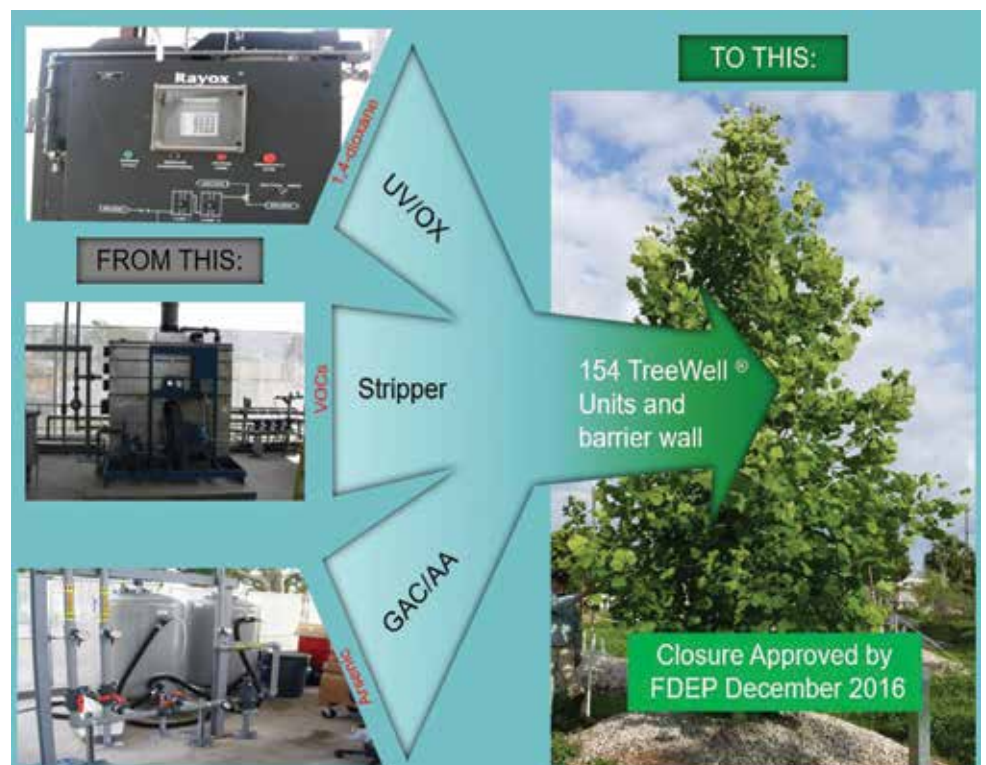 TO THIS:
Rayox
1,4-dioxane
UV/OX
FROM THIS:
VOCs
Stripper
154 TreeWell ®
Units and
barrier wall
Arsenic
GAC/AA
Closure Approved by
FDEP December 2016